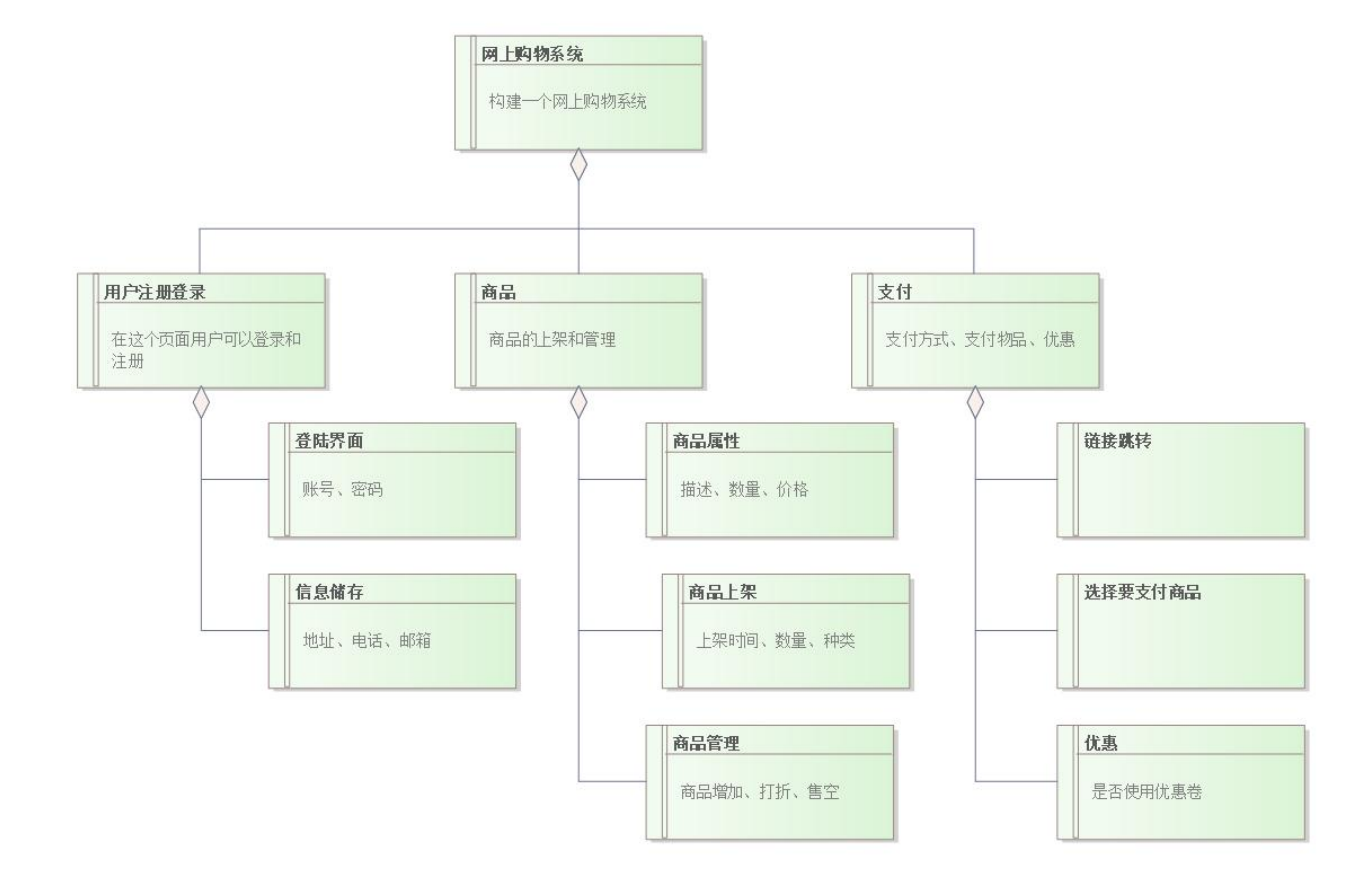 网上购物系统
构建一个网上购物系统
用户注册登录
在这个页面用户可以登录和
注册
商品
商品的上架和管理
支付
支付方式、支付物品、优惠
登陆界面
账号、密码
信息储存
地址、电话、邮箱
商品属性
描述、数量、价格
商品上架
上架时间、数量、种类
商品管理
商品增加、打折、售空
链接跳转
选择要支付商品
优惠
是否使用优惠卷